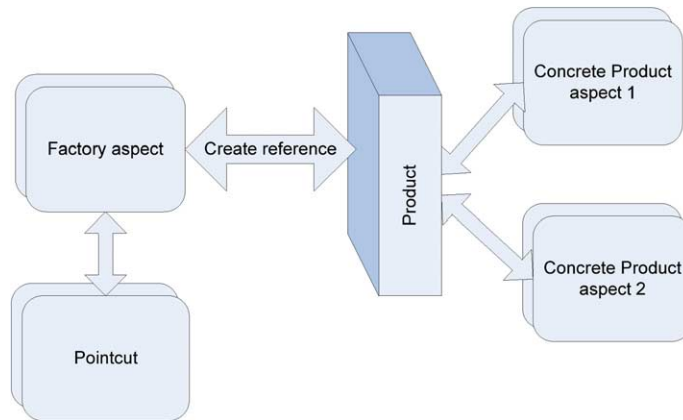 Concrete Product
aspect 1
Factory aspect
Create reference
Product
Concrete Product
aspect 2
Pointcut